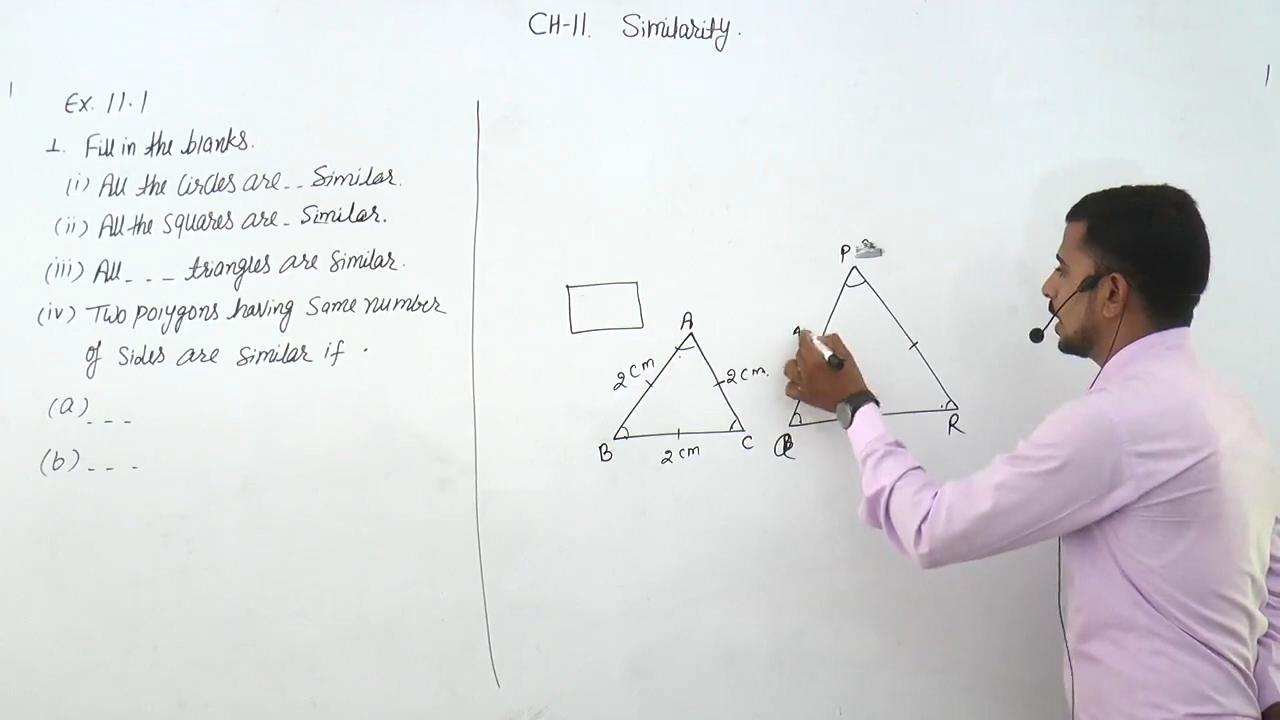 CH-11. Similarity.
Ex. 11.1
1. Fill in the blanks.
(i) All the Circles are _ _ Similar.
(ii) All the squares are _ Similar.
(iii) All _ _ _ triangles are similar.
(iv) Two polygons having Same number
of sides are similar if .
(a) _ _ _
(b) _ _ _
A
2cm
2cm.
B
2cm
C
P
R